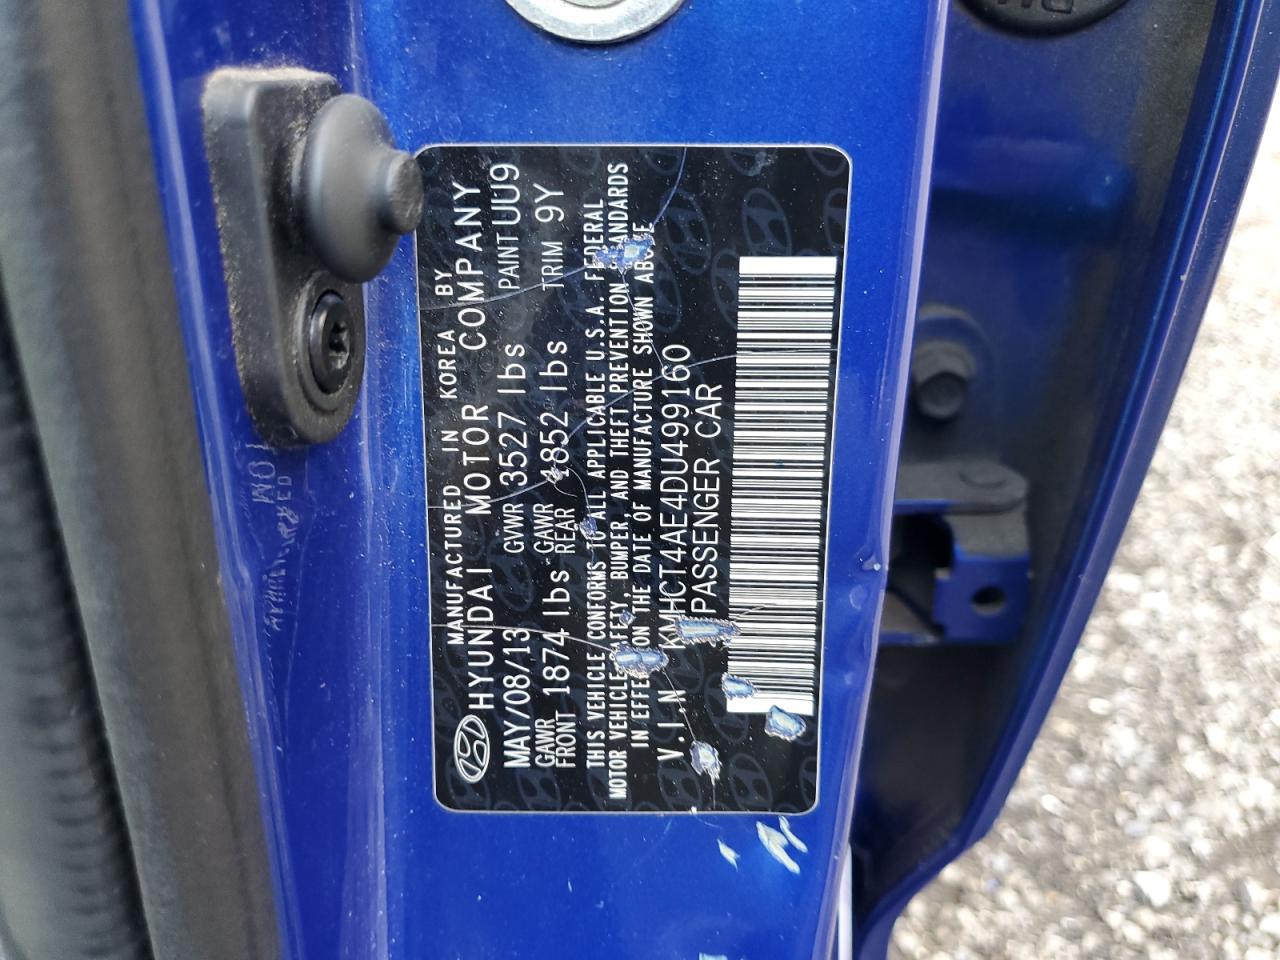 MANUFACTURED IN KOREA BY
HYUNDAI MOTOR COMPANY
MAY/08/13 GVWR 3527 lbs PAINT UU9
GAWR FRONT 1874 lbs GAWR REAR 1852 lbs TRIM 9Y
THIS VEHICLE CONFORMS TO ALL APPLICABLE U.S.A. FEDERAL
MOTOR VEHICLE SAFETY, BUMPER, AND THEFT PREVENTION STANDARDS
IN EFFECT ON THE DATE OF MANUFACTURE SHOWN ABOVE
V.I.N KMHCT4AE4DU499160
PASSENGER CAR